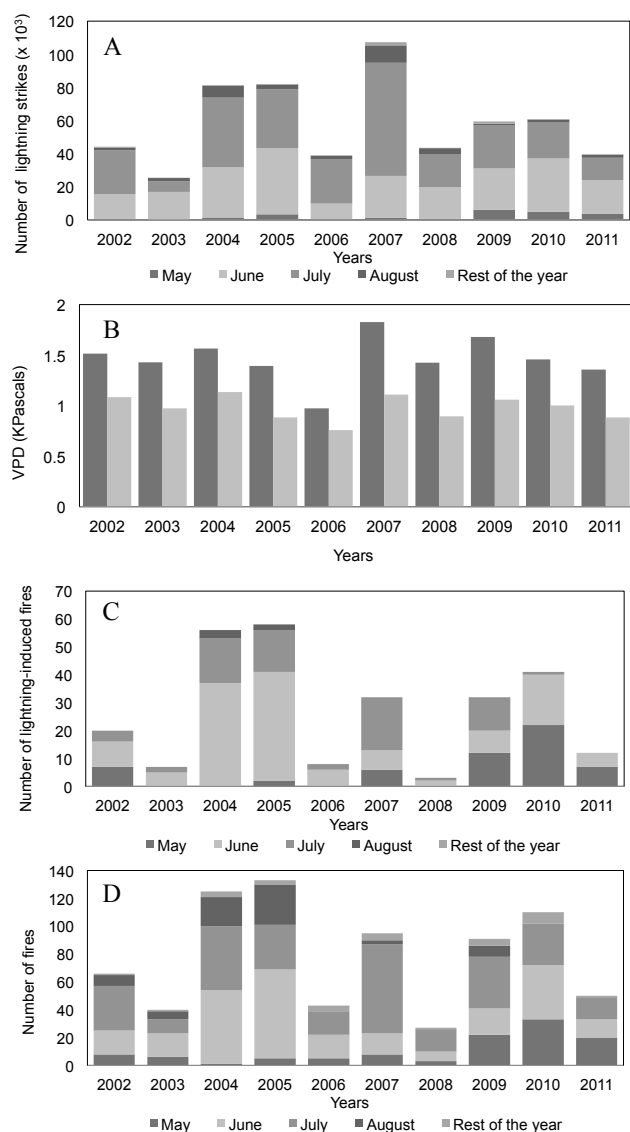 A
Number of lightning strikes (x 10³)
120
100
80
60
40
20
0
2002 2003 2004 2005 2006 2007 2008 2009 2010 2011
Years
May June July August Rest of the year
B
VPD (KPascals)
2
1.5
1
0.5
0
2002 2003 2004 2005 2006 2007 2008 2009 2010 2011
Years
C
Number of lightning-induced fires
70
60
50
40
30
20
10
0
2002 2003 2004 2005 2006 2007 2008 2009 2010 2011
Years
May June July August Rest of the year
D
Number of fires
140
120
100
80
60
40
20
0
2002 2003 2004 2005 2006 2007 2008 2009 2010 2011
Years
May June July August Rest of the year